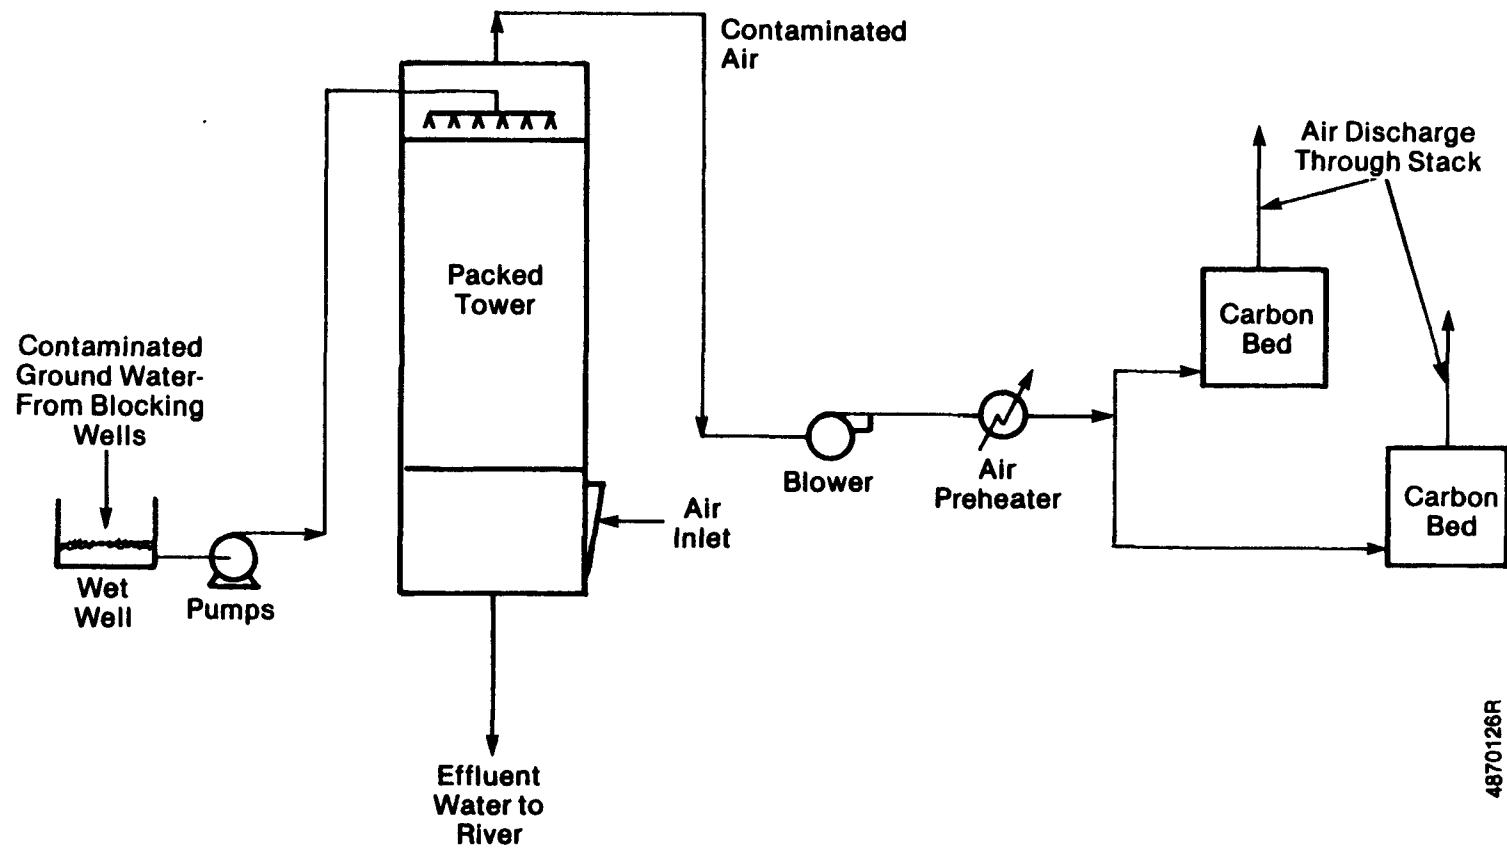 Contaminated
Air
Air Discharge
Through Stack
Packed
Tower
Carbon
Bed
Contaminated
Ground Water-
From Blocking
Wells
Blower
Air
Preheater
Carbon
Bed
Air
Inlet
Wet
Well
Pumps
Effluent
Water to
River
4870126R